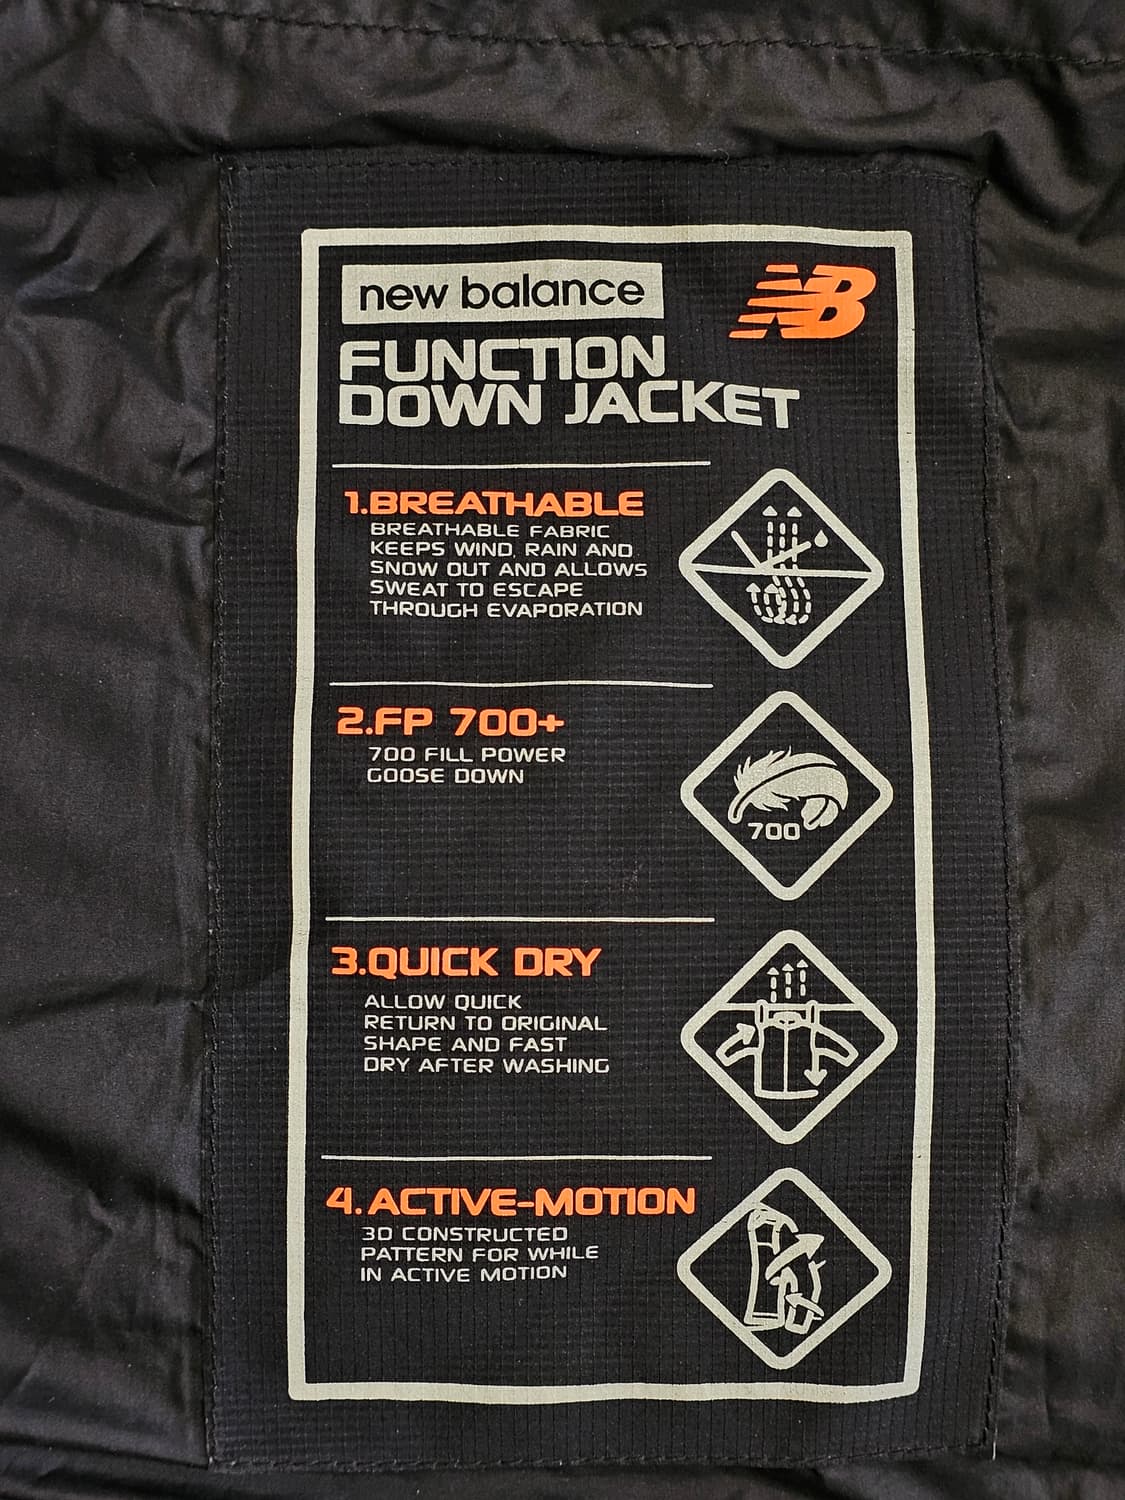 new balance
NB
FUNCTION
DOWN JACKET
1.BREATHABLE
BREATHABLE FABRIC
KEEPS WIND, RAIN AND
SNOW OUT AND ALLOWS
SWEAT TO ESCAPE
THROUGH EVAPORATION
2.FP 700+
700 FILL POWER
GOOSE DOWN
700
3.QUICK DRY
ALLOW QUICK
RETURN TO ORIGINAL
SHAPE AND FAST
DRY AFTER WASHING
4.ACTIVE-MOTION
3D CONSTRUCTED
PATTERN FOR WHILE
IN ACTIVE MOTION